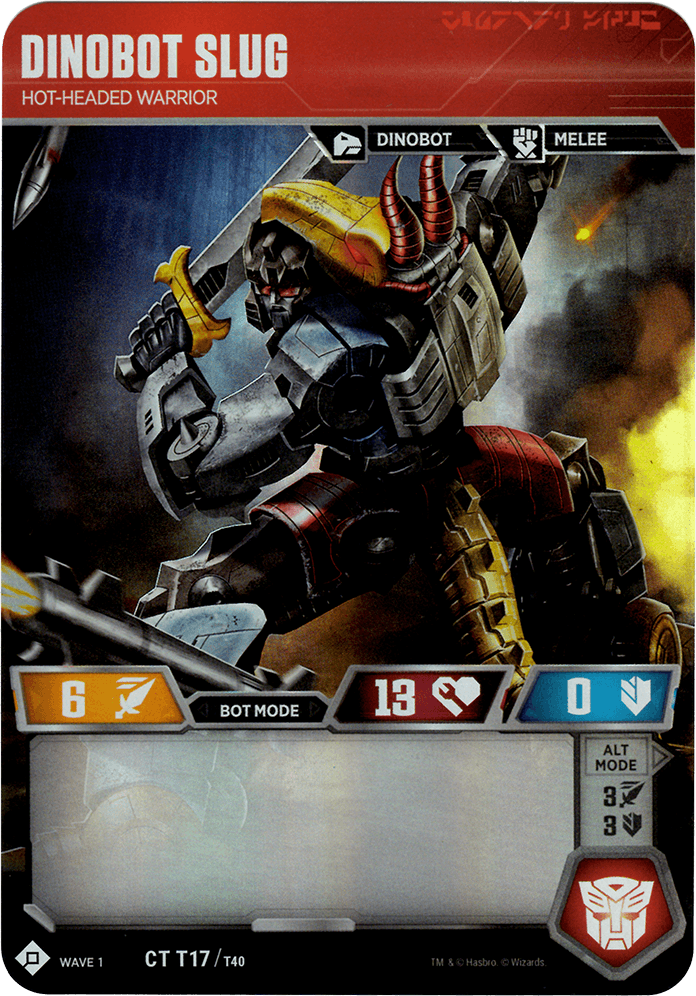 DINOBOT SLUG
HOT-HEADED WARRIOR
DINOBOT
MELEE
6
BOT MODE
13
0
ALT
MODE
3
3
WAVE 1
CT T17/T40
TM & © Hasbro. © Wizards.